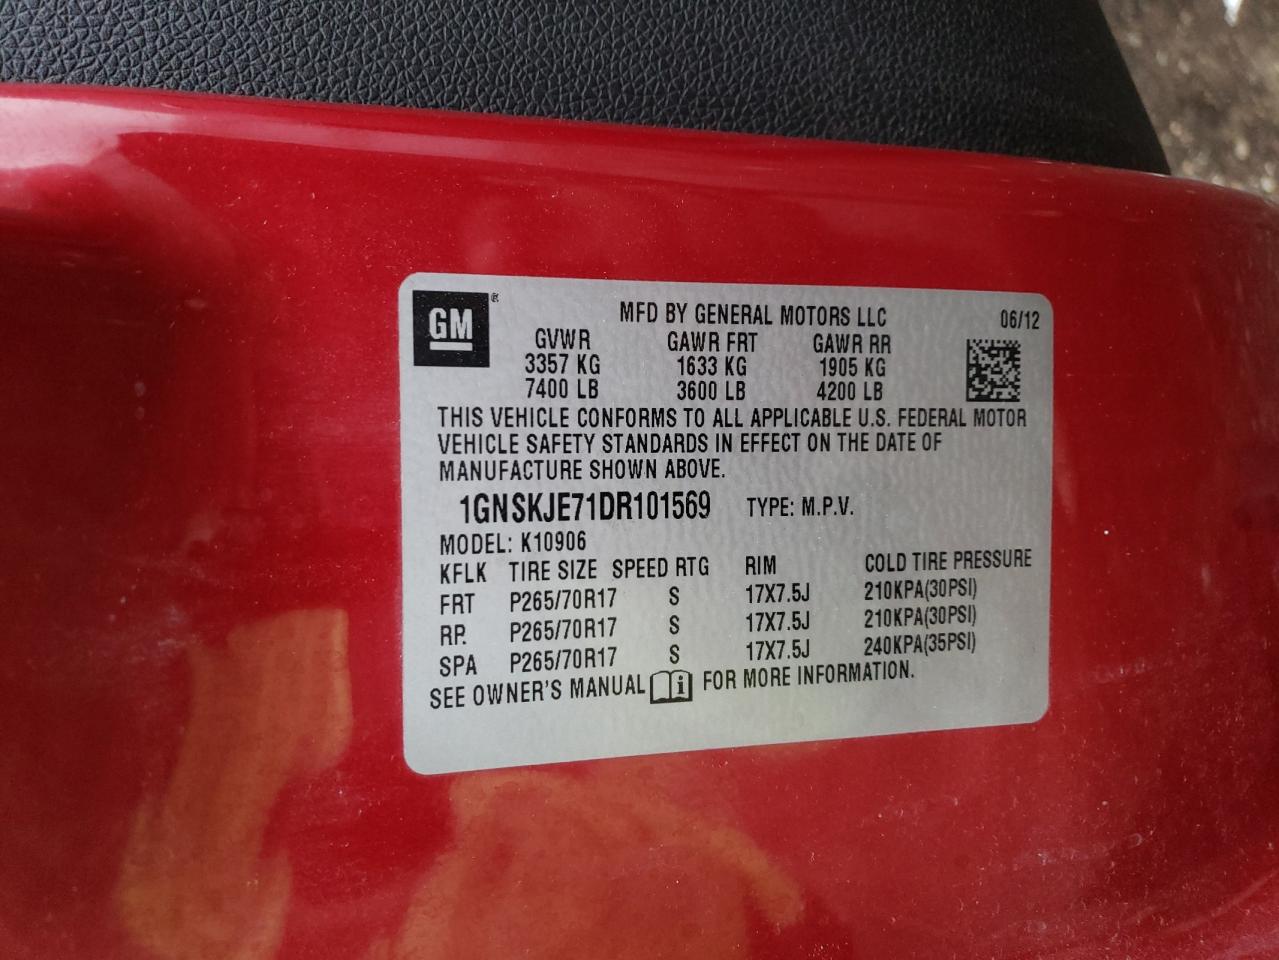 GM ®
MFD BY GENERAL MOTORS LLC 06/12
GVWR GAWR FRT GAWR RR
3357 KG 1633 KG 1905 KG
7400 LB 3600 LB 4200 LB
THIS VEHICLE CONFORMS TO ALL APPLICABLE U.S. FEDERAL MOTOR
VEHICLE SAFETY STANDARDS IN EFFECT ON THE DATE OF
MANUFACTURE SHOWN ABOVE.
1GNSKJE71DR101569 TYPE: M.P.V.
MODEL: K10906
KFLK TIRE SIZE SPEED RTG RIM COLD TIRE PRESSURE
FRT P265/70R17 S 17X7.5J 210KPA(30PSI)
RR P265/70R17 S 17X7.5J 210KPA(30PSI)
SPA P265/70R17 S 17X7.5J 240KPA(35PSI)
SEE OWNER'S MANUAL i FOR MORE INFORMATION.